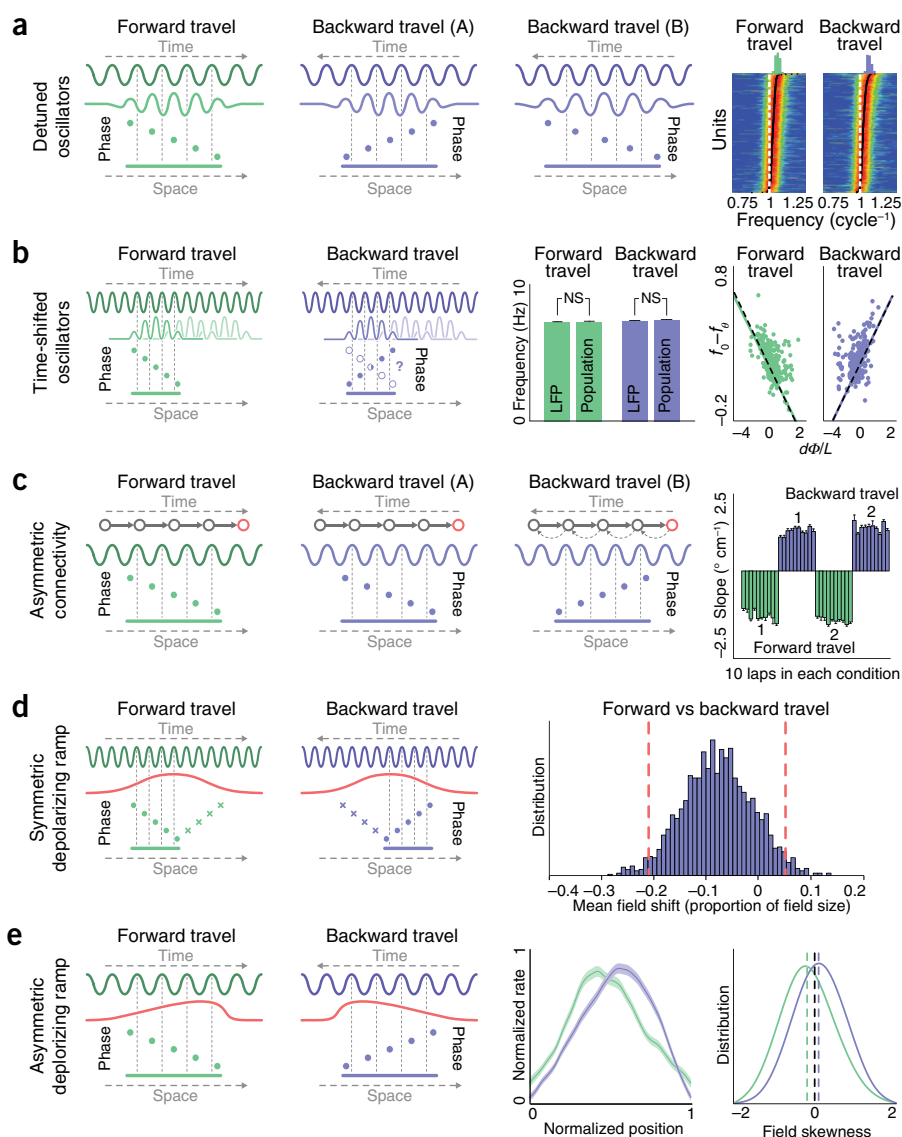 a
Forward travel
Backward travel (A)
Backward travel (B)
Forward travel
Backward travel
Time
Time
Time
Detuned oscillators
Phase
Phase
Phase
Space
Space
Space
Units
0.75 1 1.25
0.75 1 1.25
Frequency (cycle⁻¹)
b
Forward travel
Backward travel
Time
Time
Time-shifted oscillators
Phase
?
Phase
Space
Space
Forward travel
Backward travel
NS
NS
0 Frequency (Hz) 10
LFP
Population
LFP
Population
Forward travel
Backward travel
0.8
f₀–fθ
−0.2
−4 0 2
−4 0 2
dΦ/L
c
Forward travel
Backward travel (A)
Backward travel (B)
Time
Time
Time
Asymmetric connectivity
Phase
Phase
Phase
Space
Space
Space
2.5
Slope (° cm⁻¹)
−2.5
Backward travel
1
2
1
2
Forward travel
10 laps in each condition
d
Forward travel
Backward travel
Time
Time
Symmetric depolarizing ramp
Phase
Phase
Space
Space
Forward vs backward travel
Distribution
−0.4 −0.3 −0.2 −0.1 0 0.1 0.2
Mean field shift (proportion of field size)
e
Forward travel
Backward travel
Time
Time
Asymmetric deplorizing ramp
Phase
Phase
Space
Space
1
Normalized rate
0
0 1
Normalized position
Distribution
−2 0 2
Field skewness